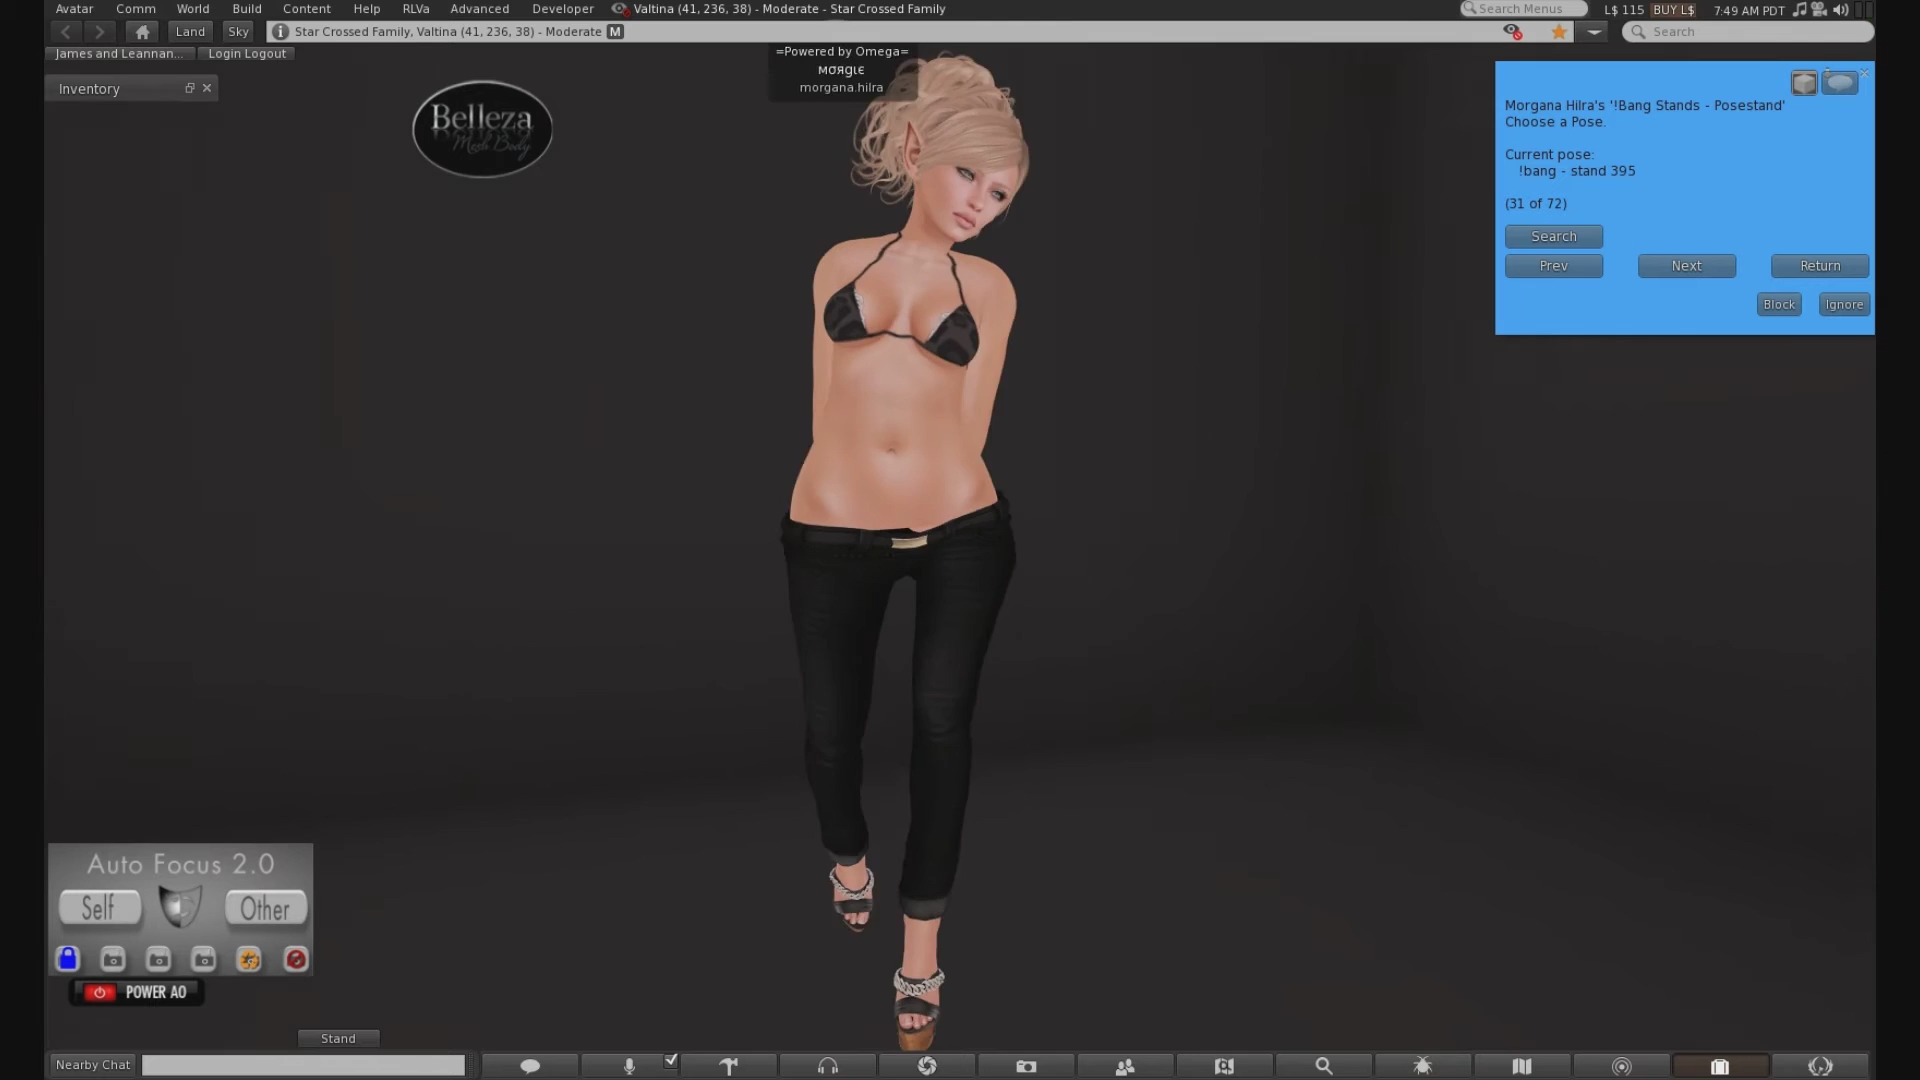 Avatar Comm World Build Content Help RLVa Advanced Developer Valtina (41, 236, 38) - Moderate - Star Crossed Family Search Menus L$ 115 BUY L$ 7:49 AM PDT
Land Sky Star Crossed Family, Valtina (41, 236, 38) - Moderate M Search
James and Leannan... Login Logout
=Powered by Omega=
мσяgιє
morgana.hilra
Inventory
Belleza
Mesh Body
Morgana Hilra's '!Bang Stands - Posestand'
Choose a Pose.
Current pose:
!bang - stand 395
(31 of 72)
Search
Prev Next Return
Block Ignore
Auto Focus 2.0
Self Other
POWER AO
Stand
Nearby Chat